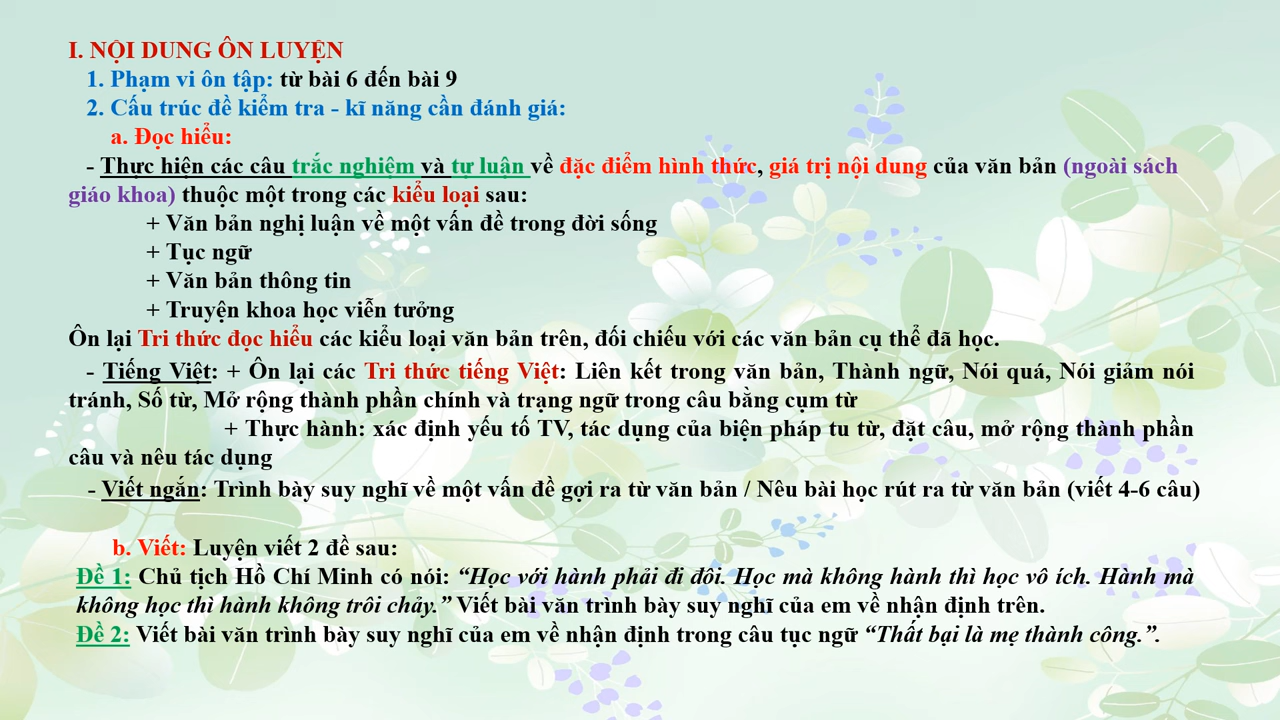 I. NỘI DUNG ÔN LUYỆN
1. Phạm vi ôn tập: từ bài 6 đến bài 9
2. Cấu trúc đề kiểm tra - kĩ năng cần đánh giá:
a. Đọc hiểu:
- Thực hiện các câu trắc nghiệm và tự luận về đặc điểm hình thức, giá trị nội dung của văn bản (ngoài sách
giáo khoa) thuộc một trong các kiểu loại sau:
+ Văn bản nghị luận về một vấn đề trong đời sống
+ Tục ngữ
+ Văn bản thông tin
+ Truyện khoa học viễn tưởng
Ôn lại Tri thức đọc hiểu các kiểu loại văn bản trên, đối chiếu với các văn bản cụ thể đã học.
- Tiếng Việt: + Ôn lại các Tri thức tiếng Việt: Liên kết trong văn bản, Thành ngữ, Nói quá, Nói giảm nói
tránh, Số từ, Mở rộng thành phần chính và trạng ngữ trong câu bằng cụm từ
+ Thực hành: xác định yếu tố TV, tác dụng của biện pháp tu từ, đặt câu, mở rộng thành phần
câu và nêu tác dụng
- Viết ngắn: Trình bày suy nghĩ về một vấn đề gợi ra từ văn bản / Nêu bài học rút ra từ văn bản (viết 4-6 câu)
b. Viết: Luyện viết 2 đề sau:
Đề 1: Chủ tịch Hồ Chí Minh có nói: “Học với hành phải đi đôi. Học mà không hành thì học vô ích. Hành mà
không học thì hành không trôi chảy.” Viết bài văn trình bày suy nghĩ của em về nhận định trên.
Đề 2: Viết bài văn trình bày suy nghĩ của em về nhận định trong câu tục ngữ “Thất bại là mẹ thành công.”.